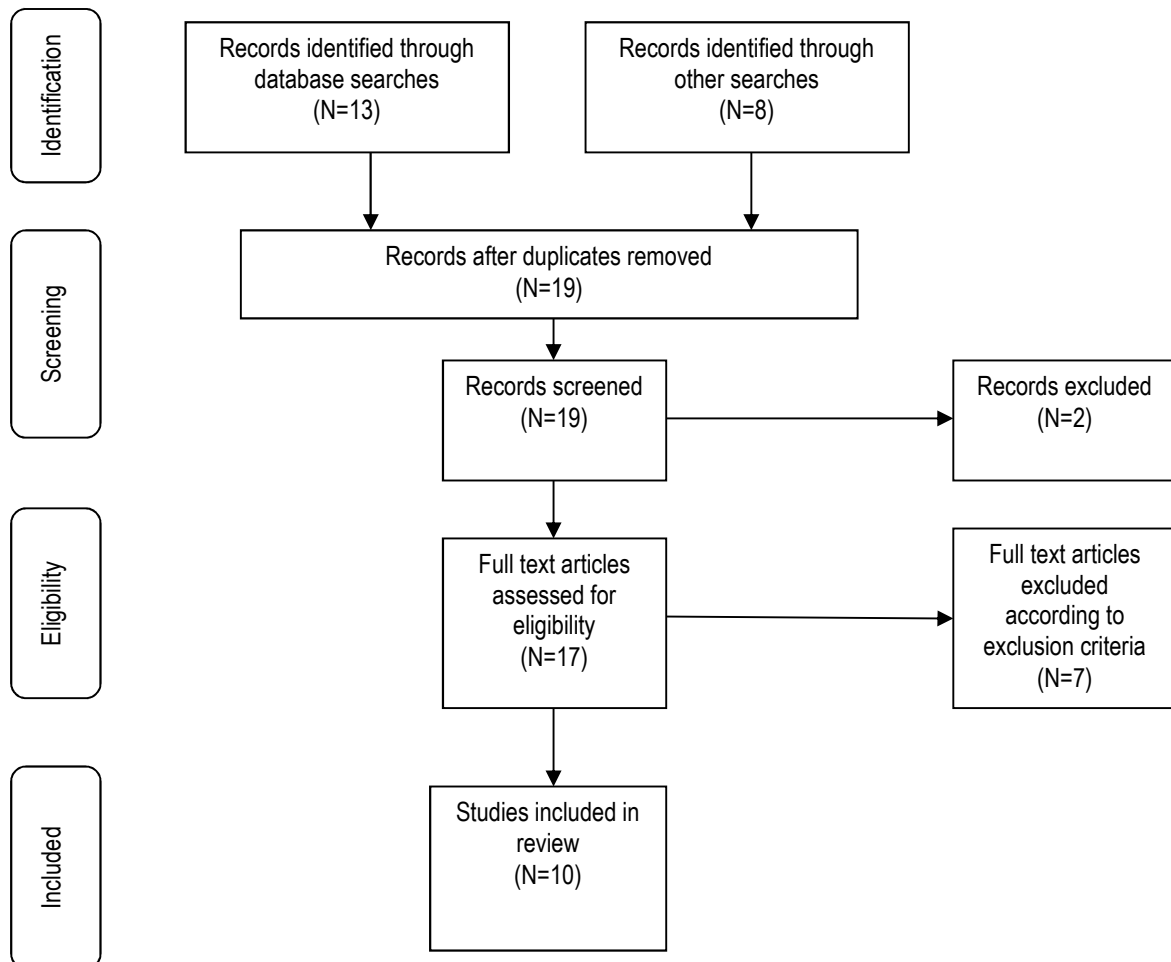 Identification
Records identified through
database searches
(N=13)
Records identified through
other searches
(N=8)
Screening
Records after duplicates removed
(N=19)
Records screened
(N=19)
Records excluded
(N=2)
Eligibility
Full text articles
assessed for
eligibility
(N=17)
Full text articles
excluded
according to
exclusion criteria
(N=7)
Included
Studies included in
review
(N=10)